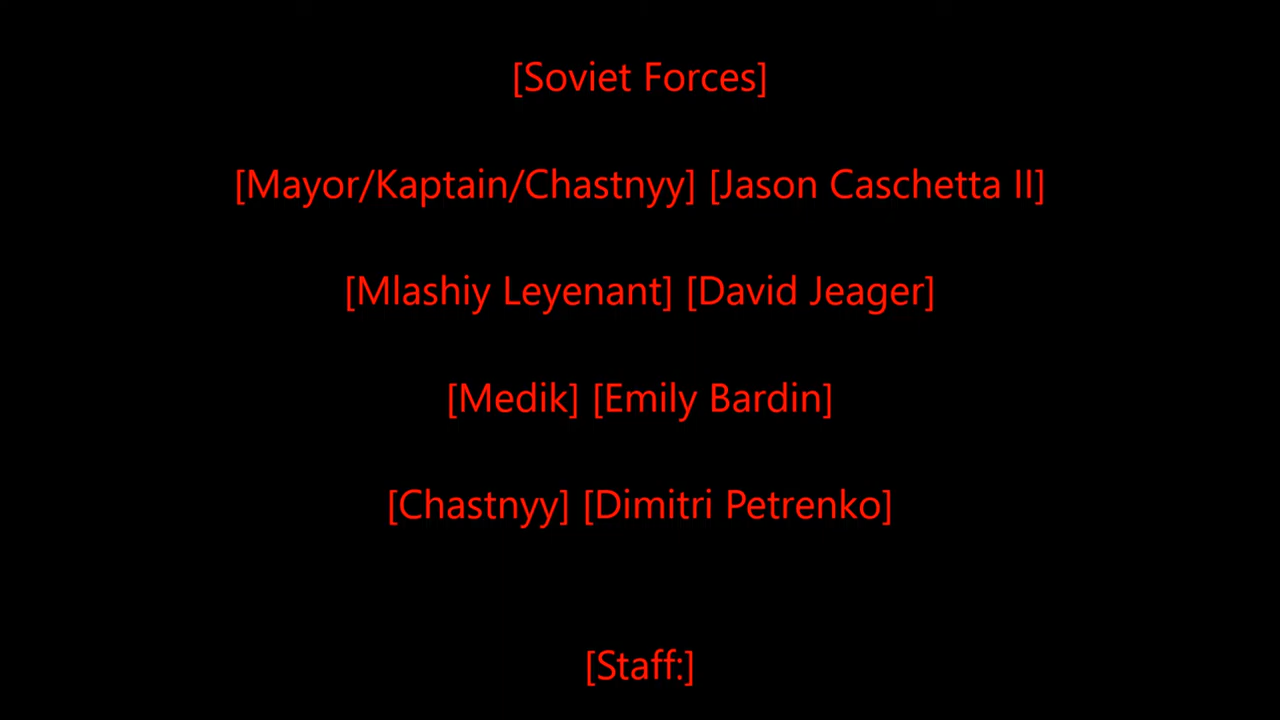 [Soviet Forces]
[Mayor/Kaptain/Chastnyy] [Jason Caschetta II]
[Mlashiy Leyenant] [David Jeager]
[Medik] [Emily Bardin]
[Chastnyy] [Dimitri Petrenko]
[Staff:]